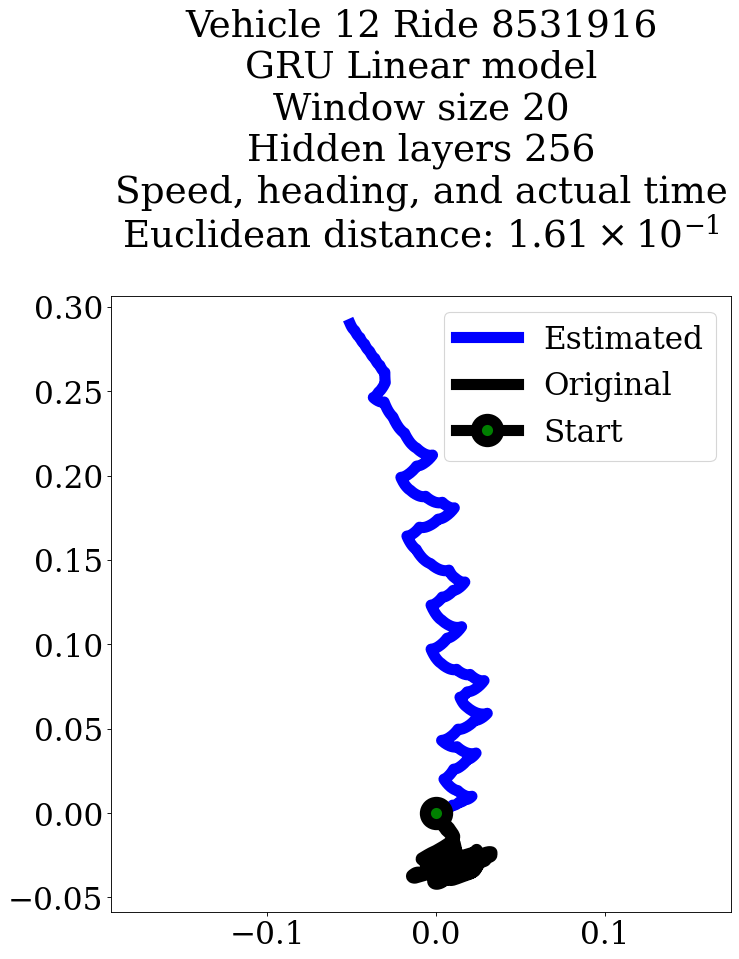 Vehicle 12 Ride 8531916
GRU Linear model
Window size 20
Hidden layers 256
Speed, heading, and actual time
Euclidean distance: 1.61 × 10⁻¹
0.30
0.25
0.20
0.15
0.10
0.05
0.00
−0.05
Estimated
Original
Start
−0.1
0.0
0.1